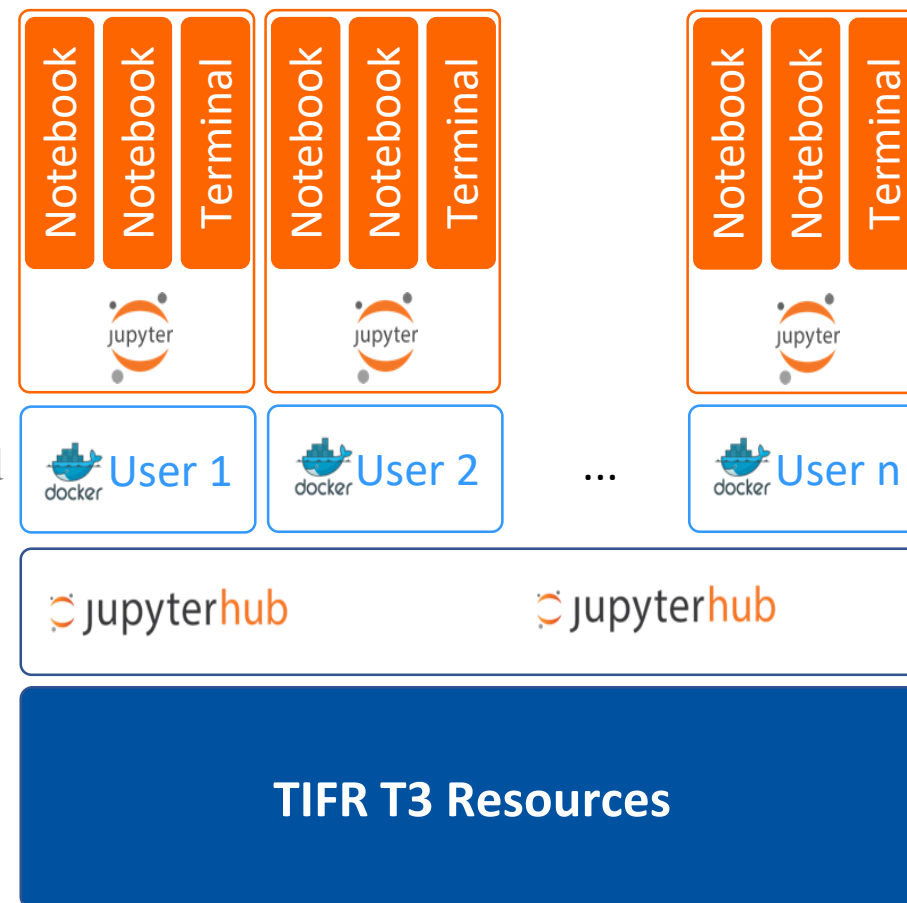 Notebook
Notebook
Terminal
Notebook
Notebook
Terminal
Notebook
Notebook
Terminal
jupyter
jupyter
jupyter
docker User 1
docker User 2
...
docker User n
jupyterhub
jupyterhub
TIFR T3 Resources